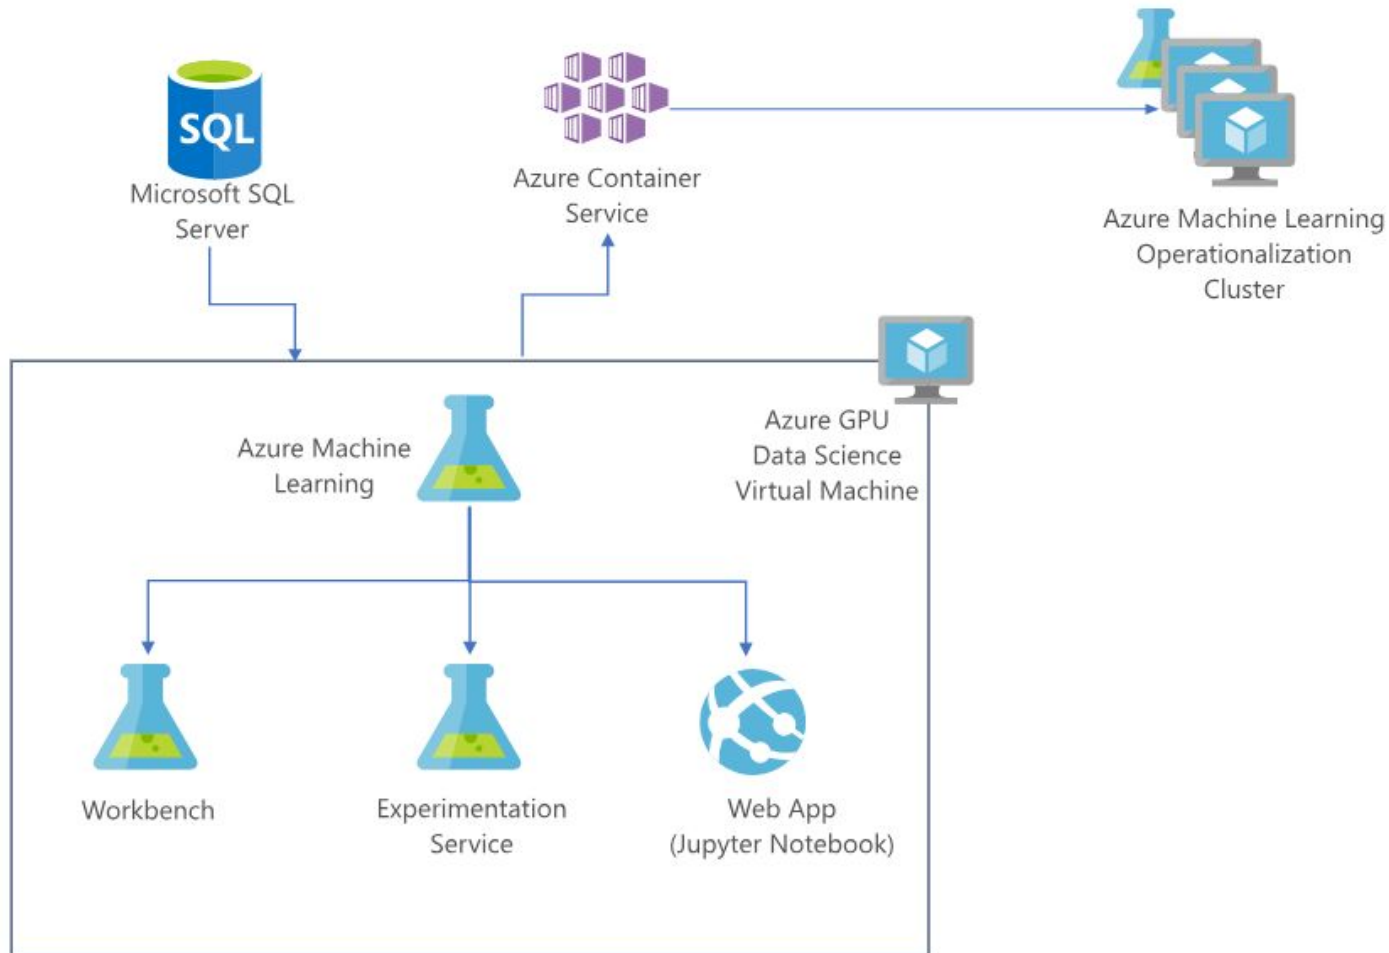 SQL
Microsoft SQL
Server
Azure Container
Service
Azure Machine Learning
Operationalization
Cluster
Azure Machine
Learning
Azure GPU
Data Science
Virtual Machine
Workbench
Experimentation
Service
Web App
(Jupyter Notebook)